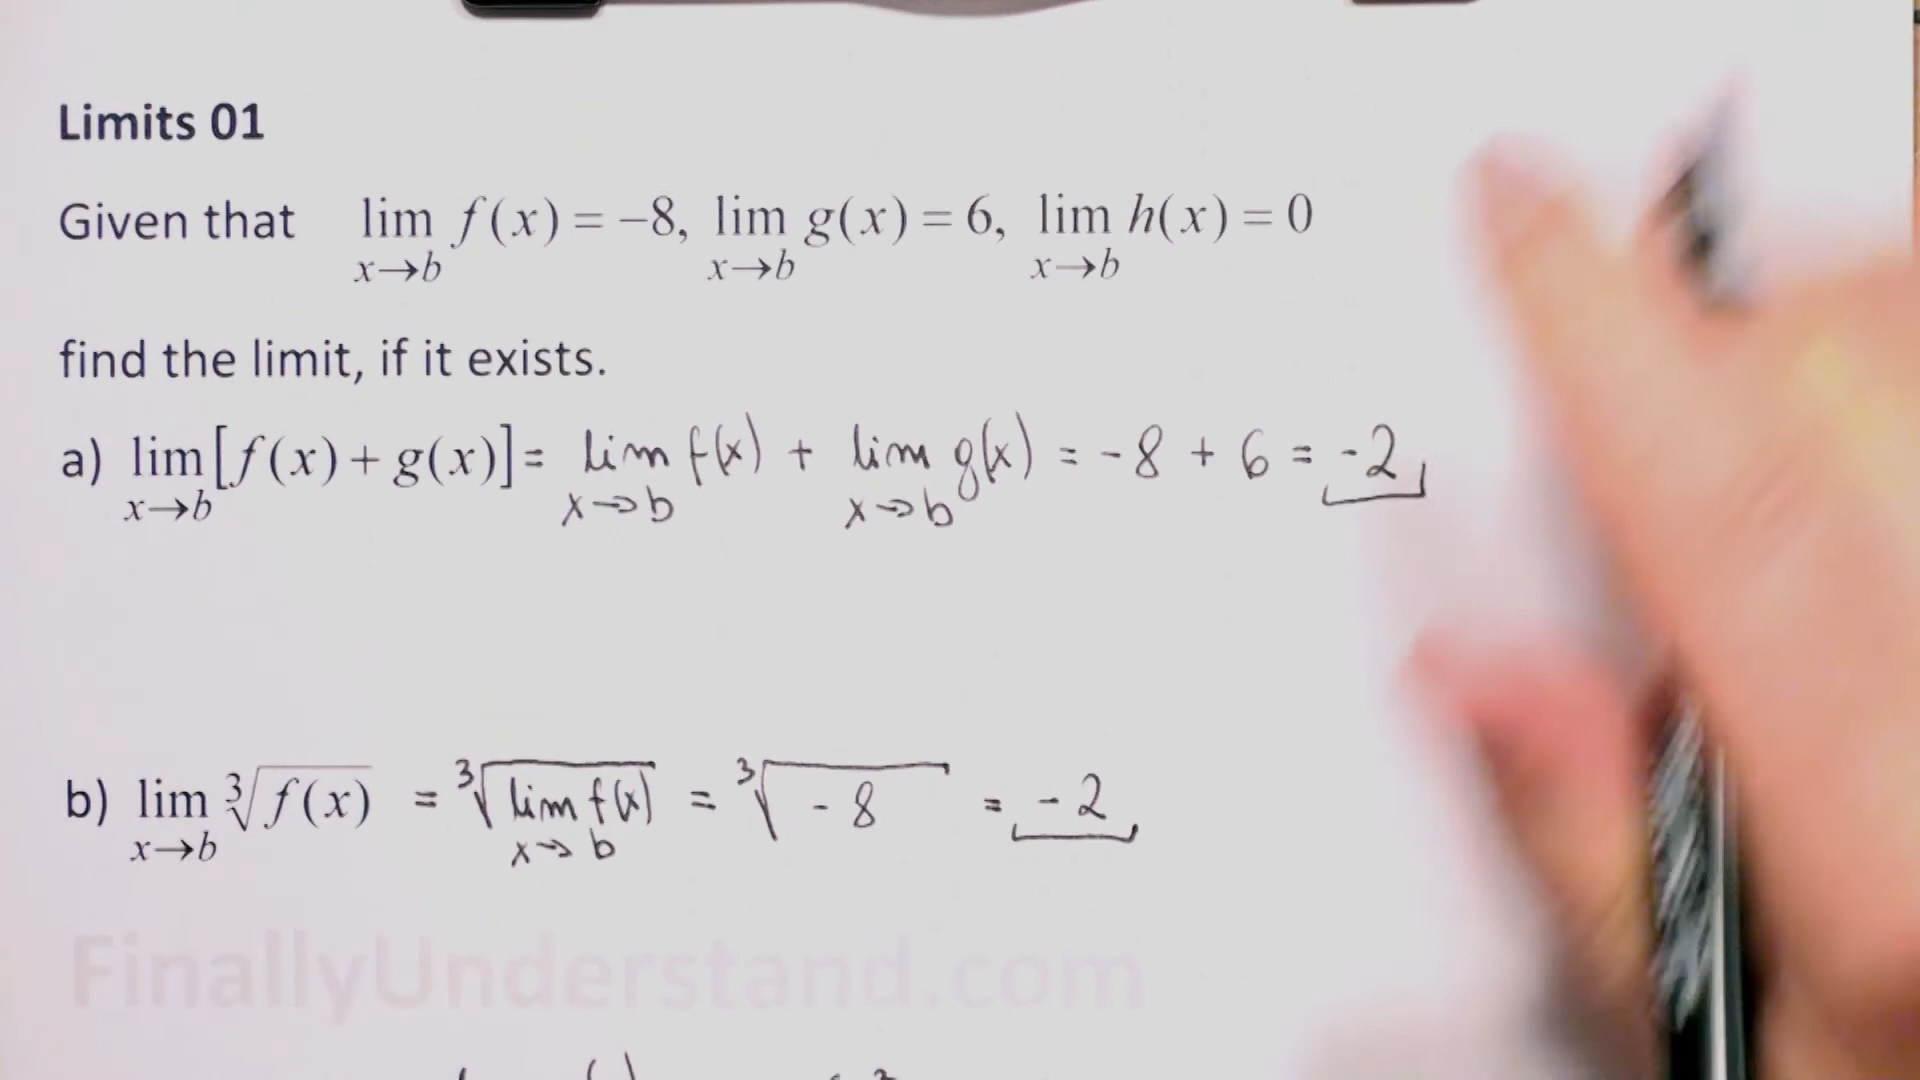 Limits 01
Given that lim f(x) = −8, lim g(x) = 6, lim h(x) = 0
x→b x→b x→b
find the limit, if it exists.
a) lim [f(x) + g(x)] = lim f(x) + lim g(x) = -8 + 6 = -2
x→b x→b x→b
b) lim ∛f(x) = ∛lim f(x) = ∛-8 = -2
x→b x→b
FinallyUnderstand.com